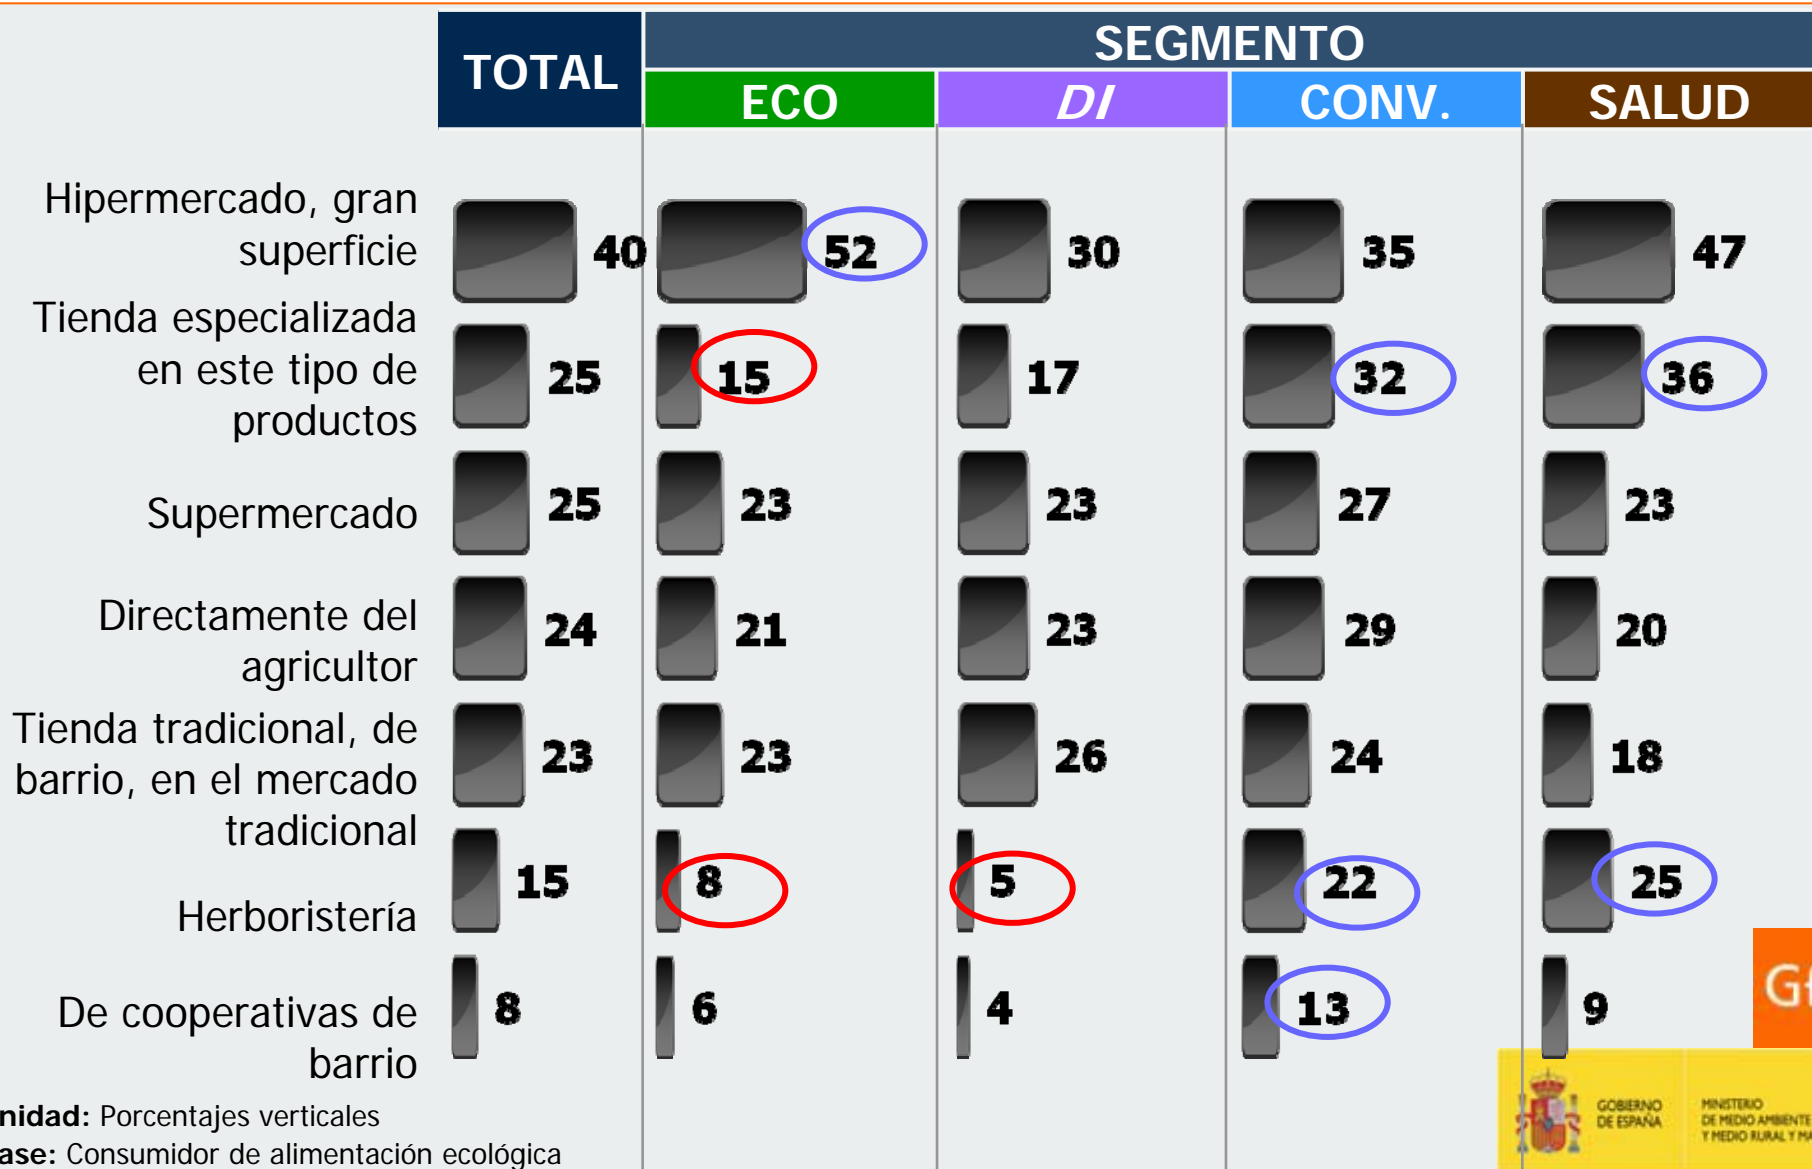 TOTAL
SEGMENTO
ECO
DI
CONV.
SALUD
Hipermercado, gran
superficie
40
52
30
35
47
Tienda especializada
en este tipo de
productos
25
15
17
32
36
Supermercado
25
23
23
27
23
Directamente del
agricultor
24
21
23
29
20
Tienda tradicional, de
barrio, en el mercado
tradicional
23
23
26
24
18
Herboristería
15
8
5
22
25
De cooperativas de
barrio
8
6
4
13
9
nidad: Porcentajes verticales
ase: Consumidor de alimentación ecológica
Gf
GOBIERNO
DE ESPAÑA
MINISTERIO
DE MEDIO AMBIENTE
Y MEDIO RURAL Y MA